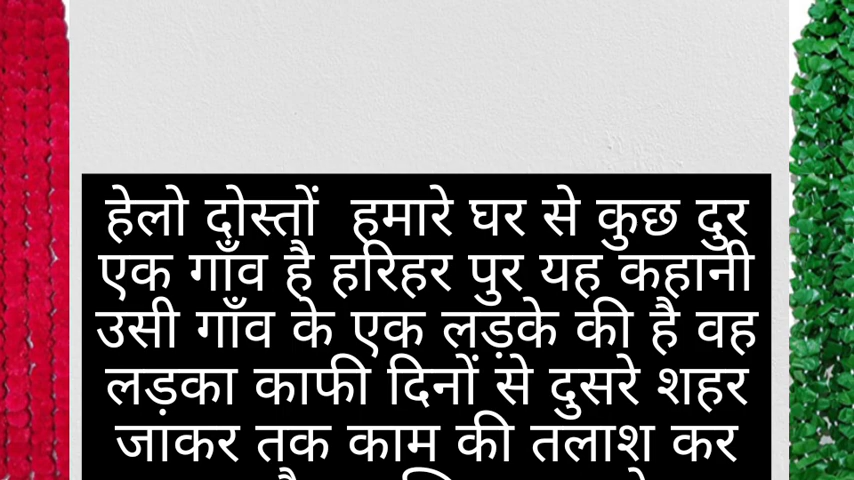 हेलो दोस्तों  हमारे घर से कुछ दुर
एक गाँव है हरिहर पुर यह कहानी
उसी गाँव के एक लड़के की है वह
लड़का काफी दिनों से दुसरे शहर
जाकर तक काम की तलाश कर